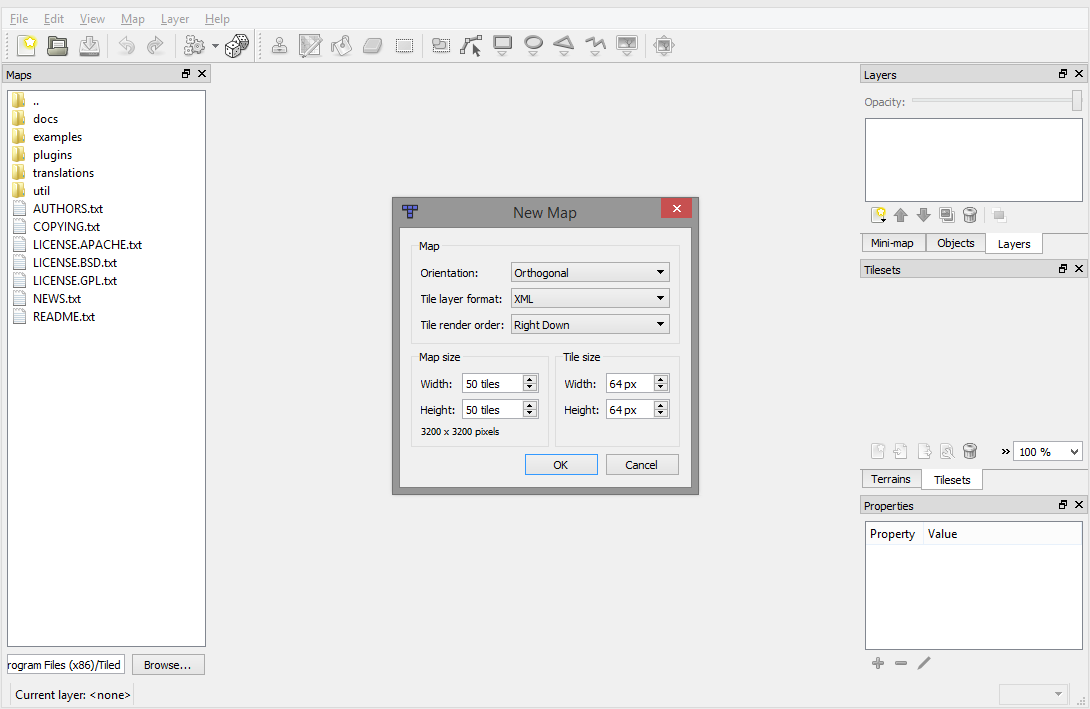 File Edit View Map Layer Help
Maps
..
docs
examples
plugins
translations
util
AUTHORS.txt
COPYING.txt
LICENSE.APACHE.txt
LICENSE.BSD.txt
LICENSE.GPL.txt
NEWS.txt
README.txt
rogram Files (x86)/Tiled Browse...
Current layer: <none>
New Map
Map
Orientation: Orthogonal
Tile layer format: XML
Tile render order: Right Down
Map size
Width: 50 tiles
Height: 50 tiles
3200 x 3200 pixels
Tile size
Width: 64 px
Height: 64 px
OK Cancel
Layers
Opacity:
Mini-map Objects Layers
Tilesets
» 100 %
Terrains Tilesets
Properties
Property Value